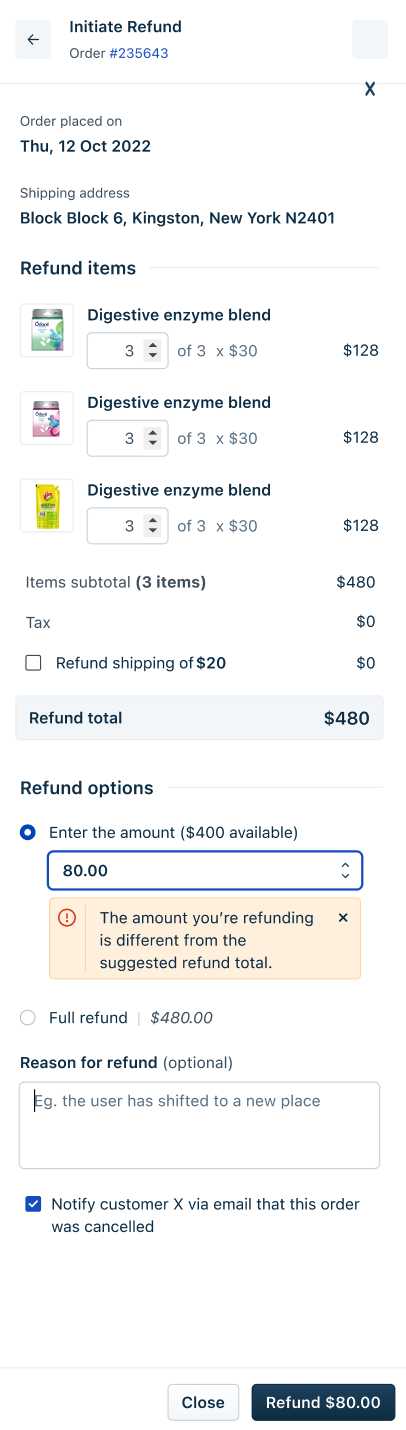 Initiate Refund
Order #235643
X
Order placed on
Thu, 12 Oct 2022
Shipping address
Block Block 6, Kingston, New York N2401
Refund items
Digestive enzyme blend
3 of 3 x $30 $128
Digestive enzyme blend
3 of 3 x $30 $128
Digestive enzyme blend
3 of 3 x $30 $128
Items subtotal (3 items) $480
Tax $0
Refund shipping of $20 $0
Refund total $480
Refund options
Enter the amount ($400 available)
80.00
The amount you’re refunding
is different from the
suggested refund total.
Full refund | $480.00
Reason for refund (optional)
Eg. the user has shifted to a new place
Notify customer X via email that this order
was cancelled
Close Refund $80.00